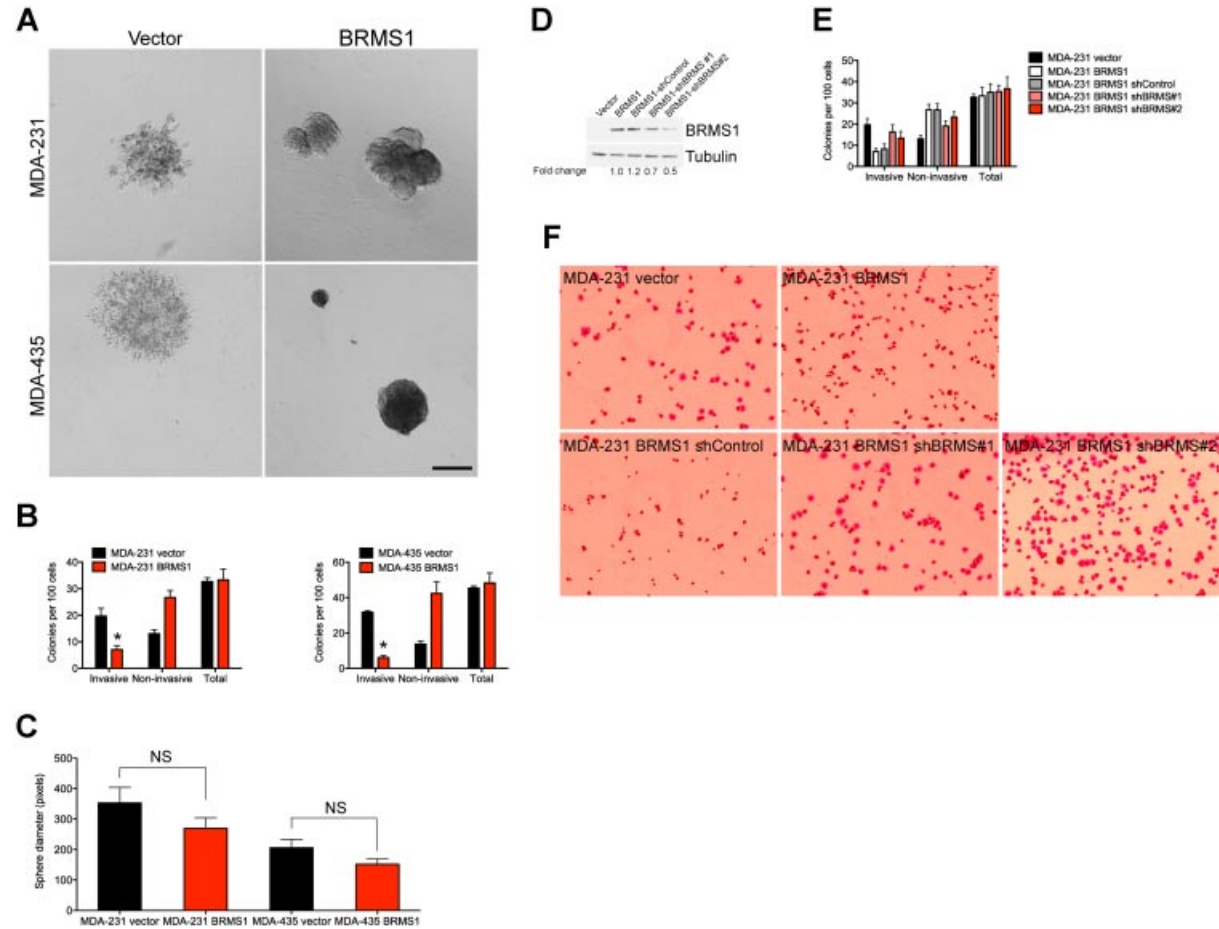 A
Vector
BRMS1
MDA-231
MDA-435
B
MDA-231 vector
MDA-231 BRMS1
Colonies per 100 cells
40
30
20
10
0
*
Invasive Non-invasive Total
MDA-435 vector
MDA-435 BRMS1
Colonies per 100 cells
60
40
20
0
*
Invasive Non-invasive Total
C
Sphere diameter (pixels)
500
400
300
200
100
0
NS
NS
MDA-231 vector MDA-231 BRMS1 MDA-435 vector MDA-435 BRMS1
D
Vector
BRMS1
BRMS1-shControl
BRMS1-shBRMS#1
BRMS1-shBRMS#2
BRMS1
Tubulin
Fold change 1.0 1.2 0.7 0.5
E
Colonies per 100 cells
50
40
30
20
10
0
Invasive Non-invasive Total
MDA-231 vector
MDA-231 BRMS1
MDA-231 BRMS1 shControl
MDA-231 BRMS1 shBRMS#1
MDA-231 BRMS1 shBRMS#2
F
MDA-231 vector
MDA-231 BRMS1
MDA-231 BRMS1 shControl
MDA-231 BRMS1 shBRMS#1
MDA-231 BRMS1 shBRMS#2